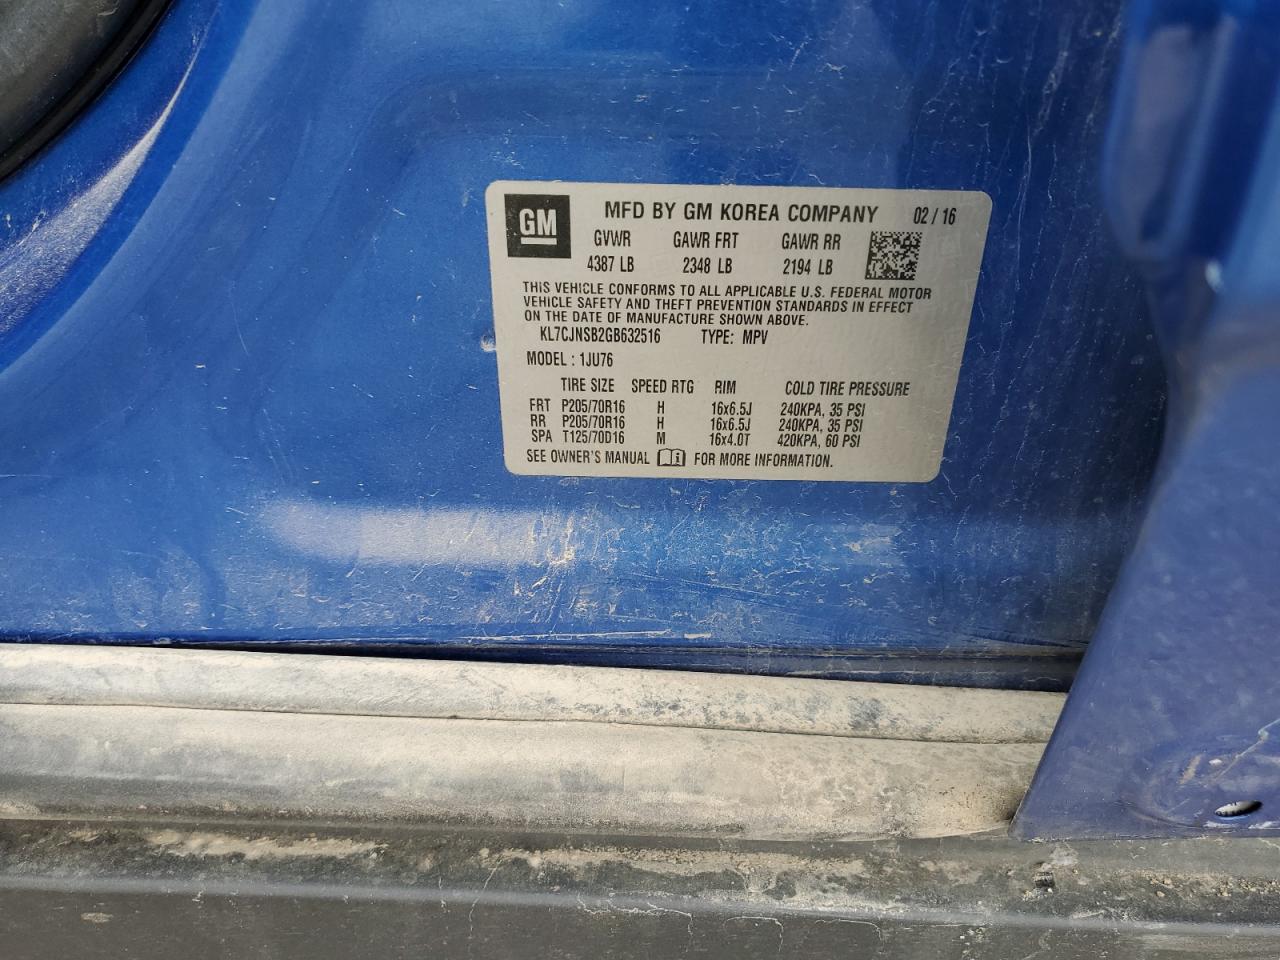 GM MFD BY GM KOREA COMPANY 02 / 16
GVWR GAWR FRT GAWR RR
4387 LB 2348 LB 2194 LB
THIS VEHICLE CONFORMS TO ALL APPLICABLE U.S. FEDERAL MOTOR
VEHICLE SAFETY AND THEFT PREVENTION STANDARDS IN EFFECT
ON THE DATE OF MANUFACTURE SHOWN ABOVE.
KL7CJNSB2GB632516 TYPE: MPV
MODEL : 1JU76
TIRE SIZE SPEED RTG RIM COLD TIRE PRESSURE
FRT P205/70R16 H 16x6.5J 240KPA, 35 PSI
RR P205/70R16 H 16x6.5J 240KPA, 35 PSI
SPA T125/70D16 M 16x4.0T 420KPA, 60 PSI
SEE OWNER'S MANUAL FOR MORE INFORMATION.